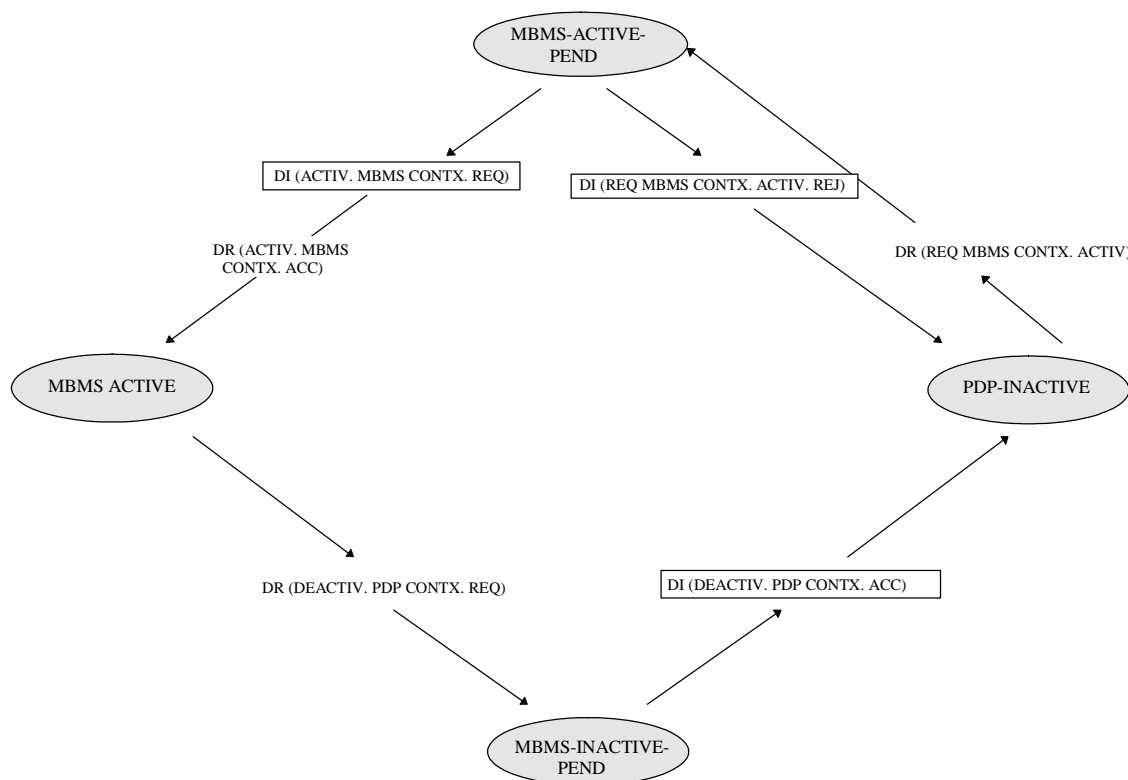 MBMS-ACTIVE-
PEND
DI (ACTIV. MBMS CONTX. REQ)
DI (REQ MBMS CONTX. ACTIV. REJ)
DR (ACTIV. MBMS
CONTX. ACC)
DR (REQ MBMS CONTX. ACTIV)
MBMS ACTIVE
PDP-INACTIVE
DR (DEACTIV. PDP CONTX. REQ)
DI (DEACTIV. PDP CONTX. ACC)
MBMS-INACTIVE-
PEND